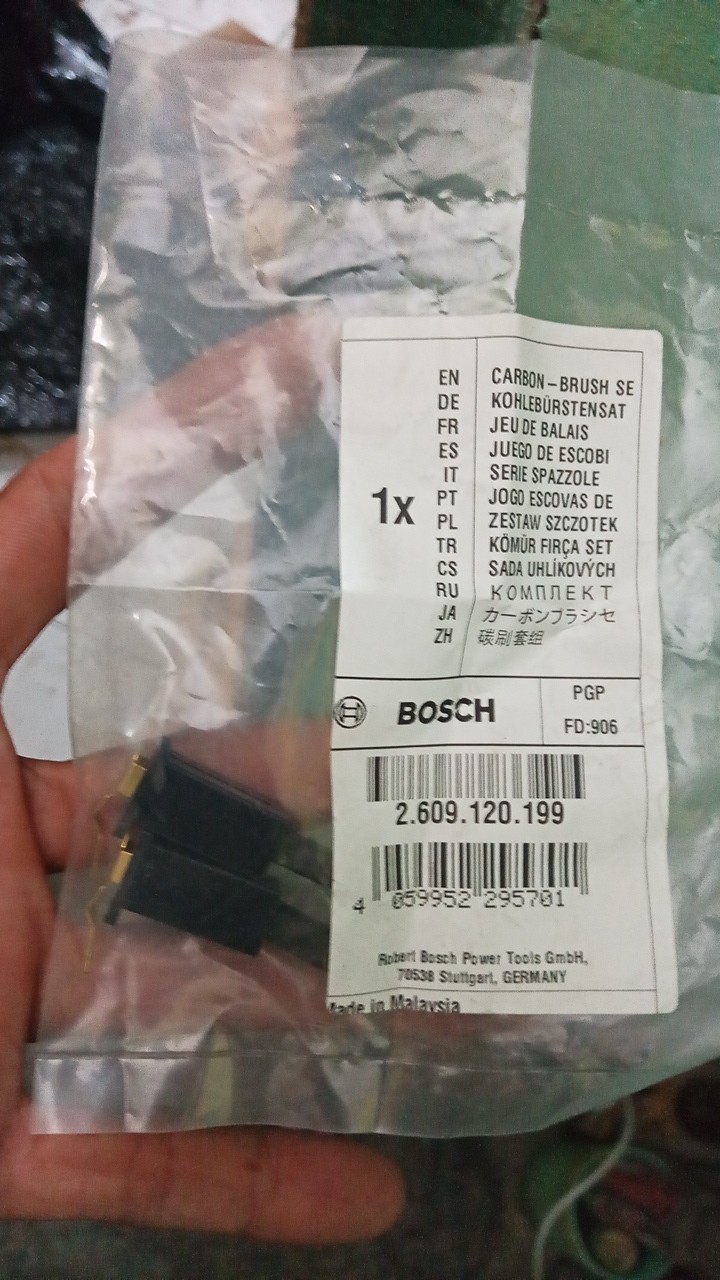 1x
EN CARBON-BRUSH SE
DE KOHLEBÜRSTENSAT
FR JEU DE BALAIS
ES JUEGO DE ESCOBI
IT SERIE SPAZZOLE
PT JOGO ESCOVAS DE
PL ZESTAW SZCZOTEK
TR KÖMÜR FIRÇA SET
CS SADA UHLÍKOVÝCH
RU КОМПЛЕКТ
JA カーボンブラシセ
ZH 碳刷套组
BOSCH
PGP
FD:906
2.609.120.199
4 059952 295701
Robert Bosch Power Tools GmbH,
70538 Stuttgart, GERMANY
Made in Malaysia